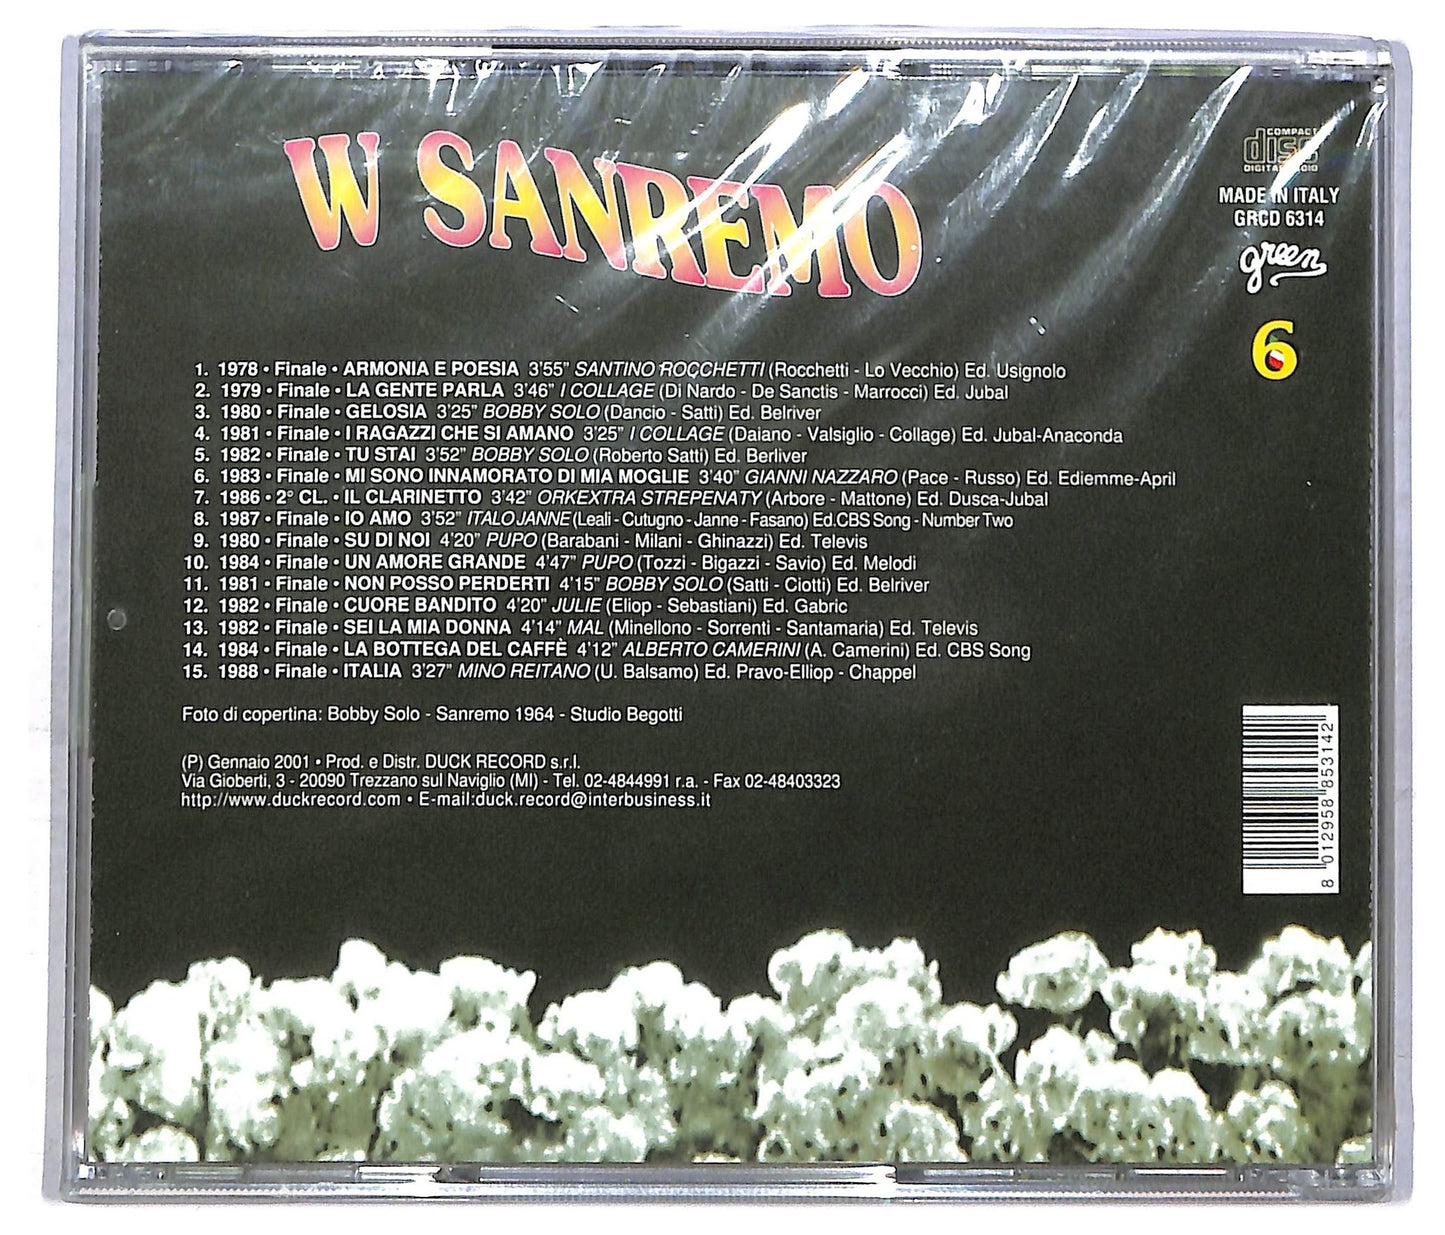 W SANREMO
COMPACT
disc
DIGITAL AUDIO
MADE IN ITALY
GRCD 6314
green
6
1. 1978 • Finale • ARMONIA E POESIA 3'55" SANTINO ROCCHETTI (Rocchetti - Lo Vecchio) Ed. Usignolo
2. 1979 • Finale • LA GENTE PARLA 3'46" I COLLAGE (Di Nardo - De Sanctis - Marrocci) Ed. Jubal
3. 1980 • Finale • GELOSIA 3'25" BOBBY SOLO (Dancio - Satti) Ed. Belriver
4. 1981 • Finale • I RAGAZZI CHE SI AMANO 3'25" I COLLAGE (Daiano - Valsiglio - Collage) Ed. Jubal-Anaconda
5. 1982 • Finale • TU STAI 3'52" BOBBY SOLO (Roberto Satti) Ed. Berliver
6. 1983 • Finale • MI SONO INNAMORATO DI MIA MOGLIE 3'40" GIANNI NAZZARO (Pace - Russo) Ed. Ediemme-April
7. 1986 • 2° CL. • IL CLARINETTO 3'42" ORKEXTRA STREPENATY (Arbore - Mattone) Ed. Dusca-Jubal
8. 1987 • Finale • IO AMO 3'52" ITALO JANNE (Leali - Cutugno - Janne - Fasano) Ed.CBS Song - Number Two
9. 1980 • Finale • SU DI NOI 4'20" PUPO (Barabani - Milani - Ghinazzi) Ed. Televis
10. 1984 • Finale • UN AMORE GRANDE 4'47" PUPO (Tozzi - Bigazzi - Savio) Ed. Melodi
11. 1981 • Finale • NON POSSO PERDERTI 4'15" BOBBY SOLO (Satti - Ciotti) Ed. Belriver
12. 1982 • Finale • CUORE BANDITO 4'20" JULIE (Eliop - Sebastiani) Ed. Gabric
13. 1982 • Finale • SEI LA MIA DONNA 4'14" MAL (Minellono - Sorrenti - Santamaria) Ed. Televis
14. 1984 • Finale • LA BOTTEGA DEL CAFFÈ 4'12" ALBERTO CAMERINI (A. Camerini) Ed. CBS Song
15. 1988 • Finale • ITALIA 3'27" MINO REITANO (U. Balsamo) Ed. Pravo-Elliop - Chappel
Foto di copertina: Bobby Solo - Sanremo 1964 - Studio Begotti
(P) Gennaio 2001 • Prod. e Distr. DUCK RECORD s.r.l.
Via Gioberti, 3 - 20090 Trezzano sul Naviglio (MI) - Tel. 02-4844991 r.a. - Fax 02-48403323
http://www.duckrecord.com • E-mail:duck.record@interbusiness.it
8 012958 853142